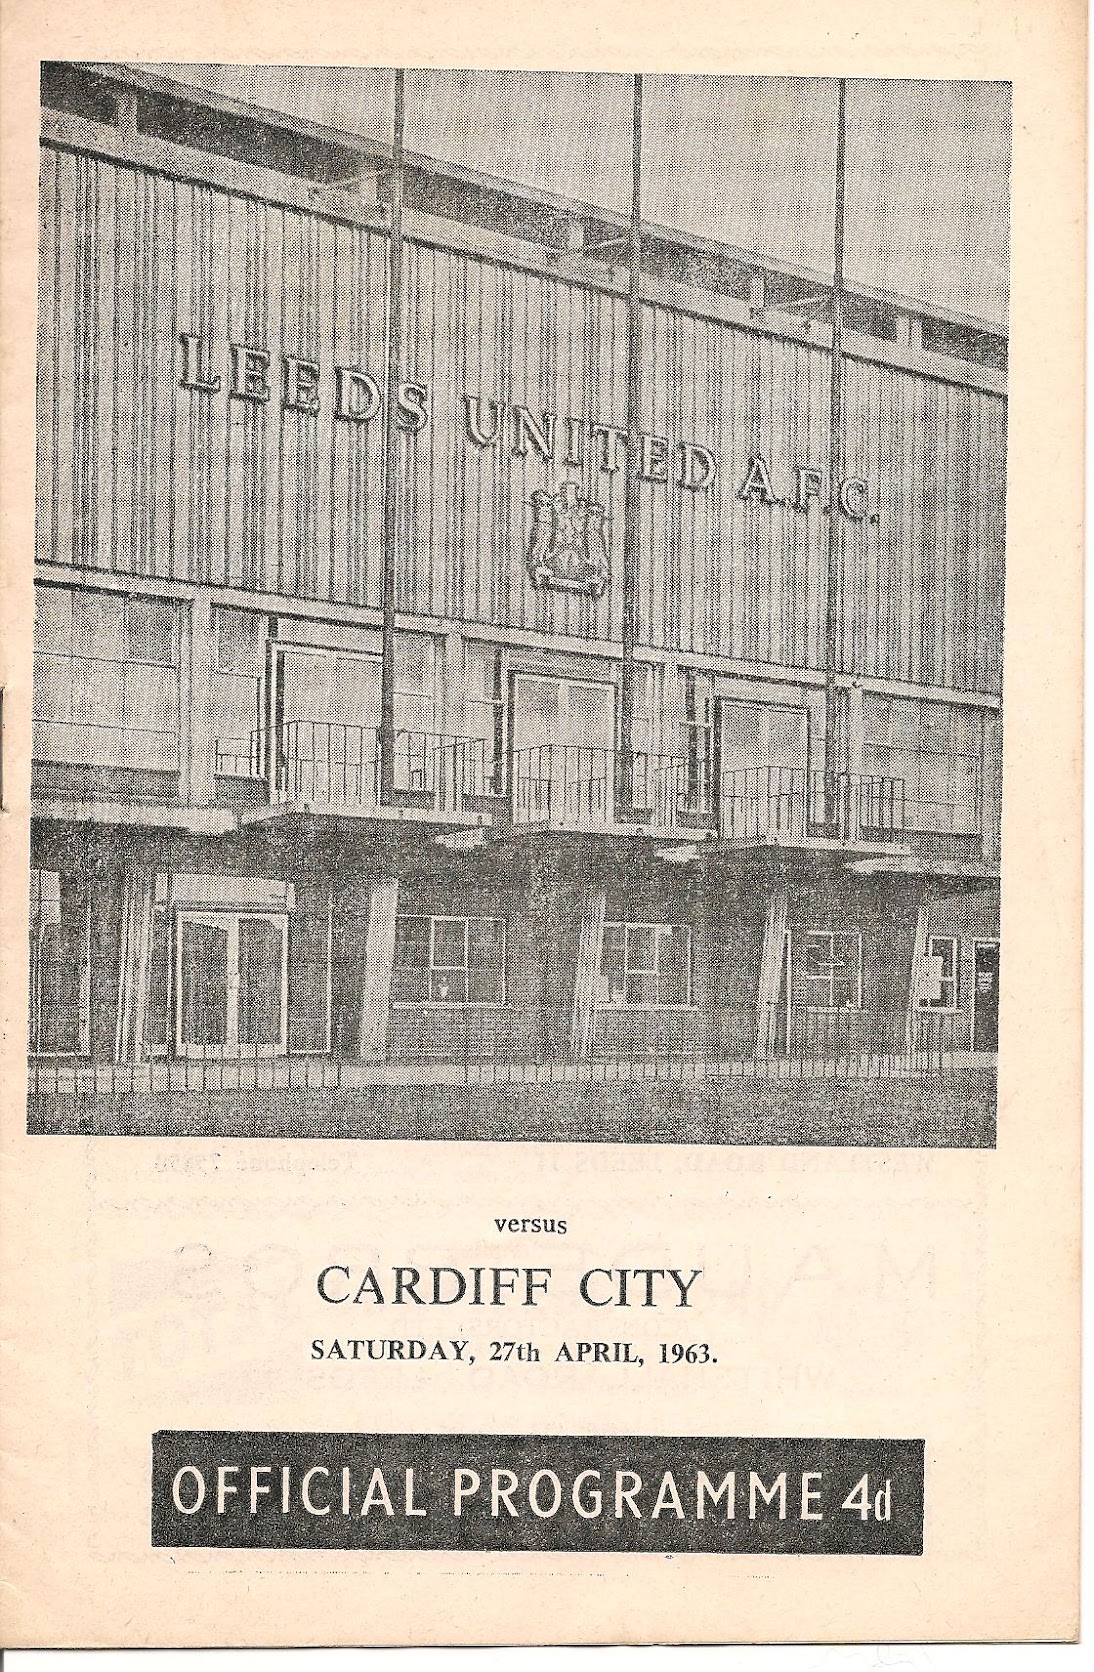 LEEDS UNITED A.F.C.
versus
CARDIFF CITY
SATURDAY, 27th APRIL, 1963.
OFFICIAL PROGRAMME 4d